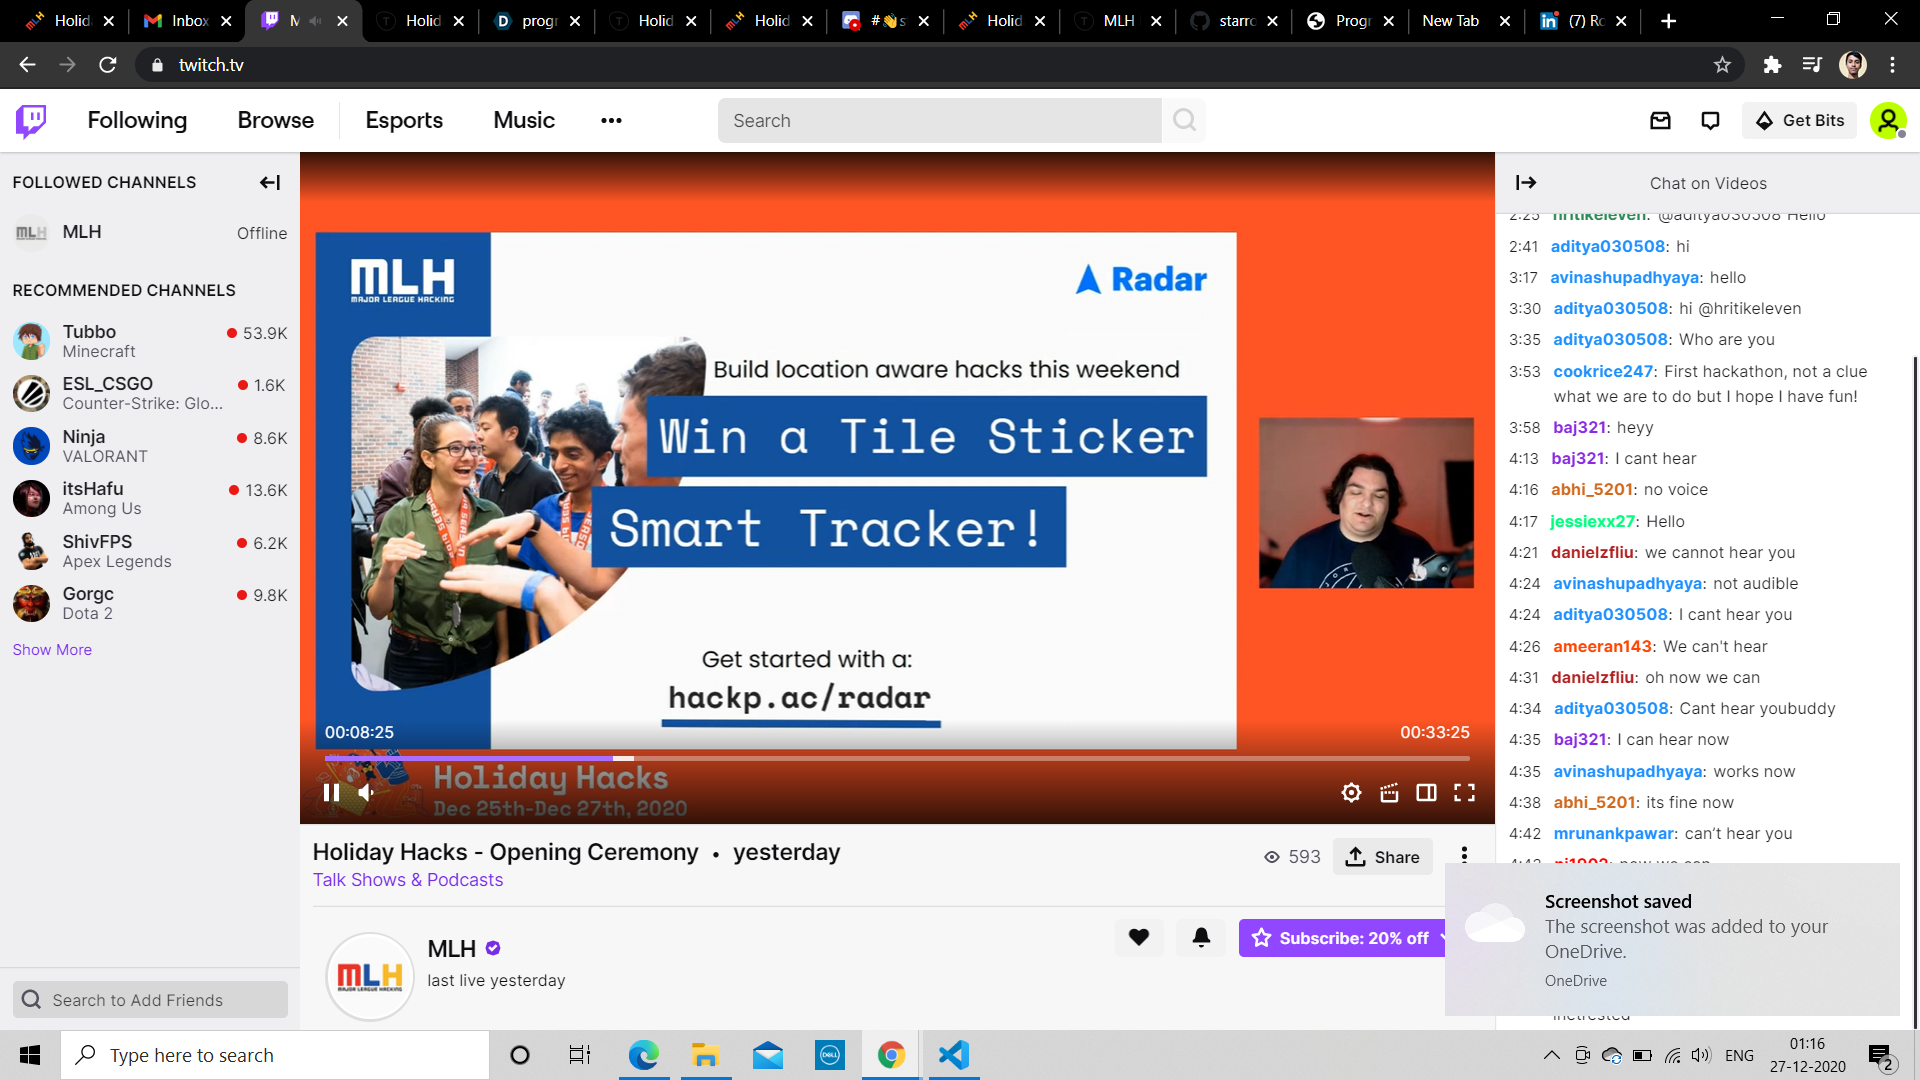 Holid
Inbox
M
Holid
progr
Holid
Holid
#👋s
Holid
MLH
starro
Progr
New Tab
(7) Ro
twitch.tv
Following
Browse
Esports
Music
Search
Get Bits
FOLLOWED CHANNELS
MLH
Offline
RECOMMENDED CHANNELS
Tubbo
53.9K
Minecraft
ESL_CSGO
1.6K
Counter-Strike: Glo...
Ninja
8.6K
VALORANT
itsHafu
13.6K
Among Us
ShivFPS
6.2K
Apex Legends
Gorgc
9.8K
Dota 2
Show More
Search to Add Friends
MLH
MAJOR LEAGUE HACKING
Radar
Build location aware hacks this weekend
Win a Tile Sticker
Smart Tracker!
Get started with a:
hackp.ac/radar
00:08:25
00:33:25
Holiday Hacks
Dec 25th-Dec 27th, 2020
Holiday Hacks - Opening Ceremony • yesterday
593
Share
Talk Shows & Podcasts
MLH
MAJOR LEAGUE HACKING
MLH
last live yesterday
Subscribe: 20% off
Chat on Videos
2:25 hritikeleven: @aditya030508 Hello
2:41 aditya030508: hi
3:17 avinashupadhyaya: hello
3:30 aditya030508: hi @hritikeleven
3:35 aditya030508: Who are you
3:53 cookrice247: First hackathon, not a clue
what we are to do but I hope I have fun!
3:58 baj321: heyy
4:13 baj321: I cant hear
4:16 abhi_5201: no voice
4:17 jessiexx27: Hello
4:21 danielzfliu: we cannot hear you
4:24 avinashupadhyaya: not audible
4:24 aditya030508: I cant hear you
4:26 ameeran143: We can't hear
4:31 danielzfliu: oh now we can
4:34 aditya030508: Cant hear youbuddy
4:35 baj321: I can hear now
4:35 avinashupadhyaya: works now
4:38 abhi_5201: its fine now
4:42 mrunankpawar: can't hear you
Screenshot saved
The screenshot was added to your
OneDrive.
OneDrive
Type here to search
DELL
ENG
01:16
27-12-2020
2